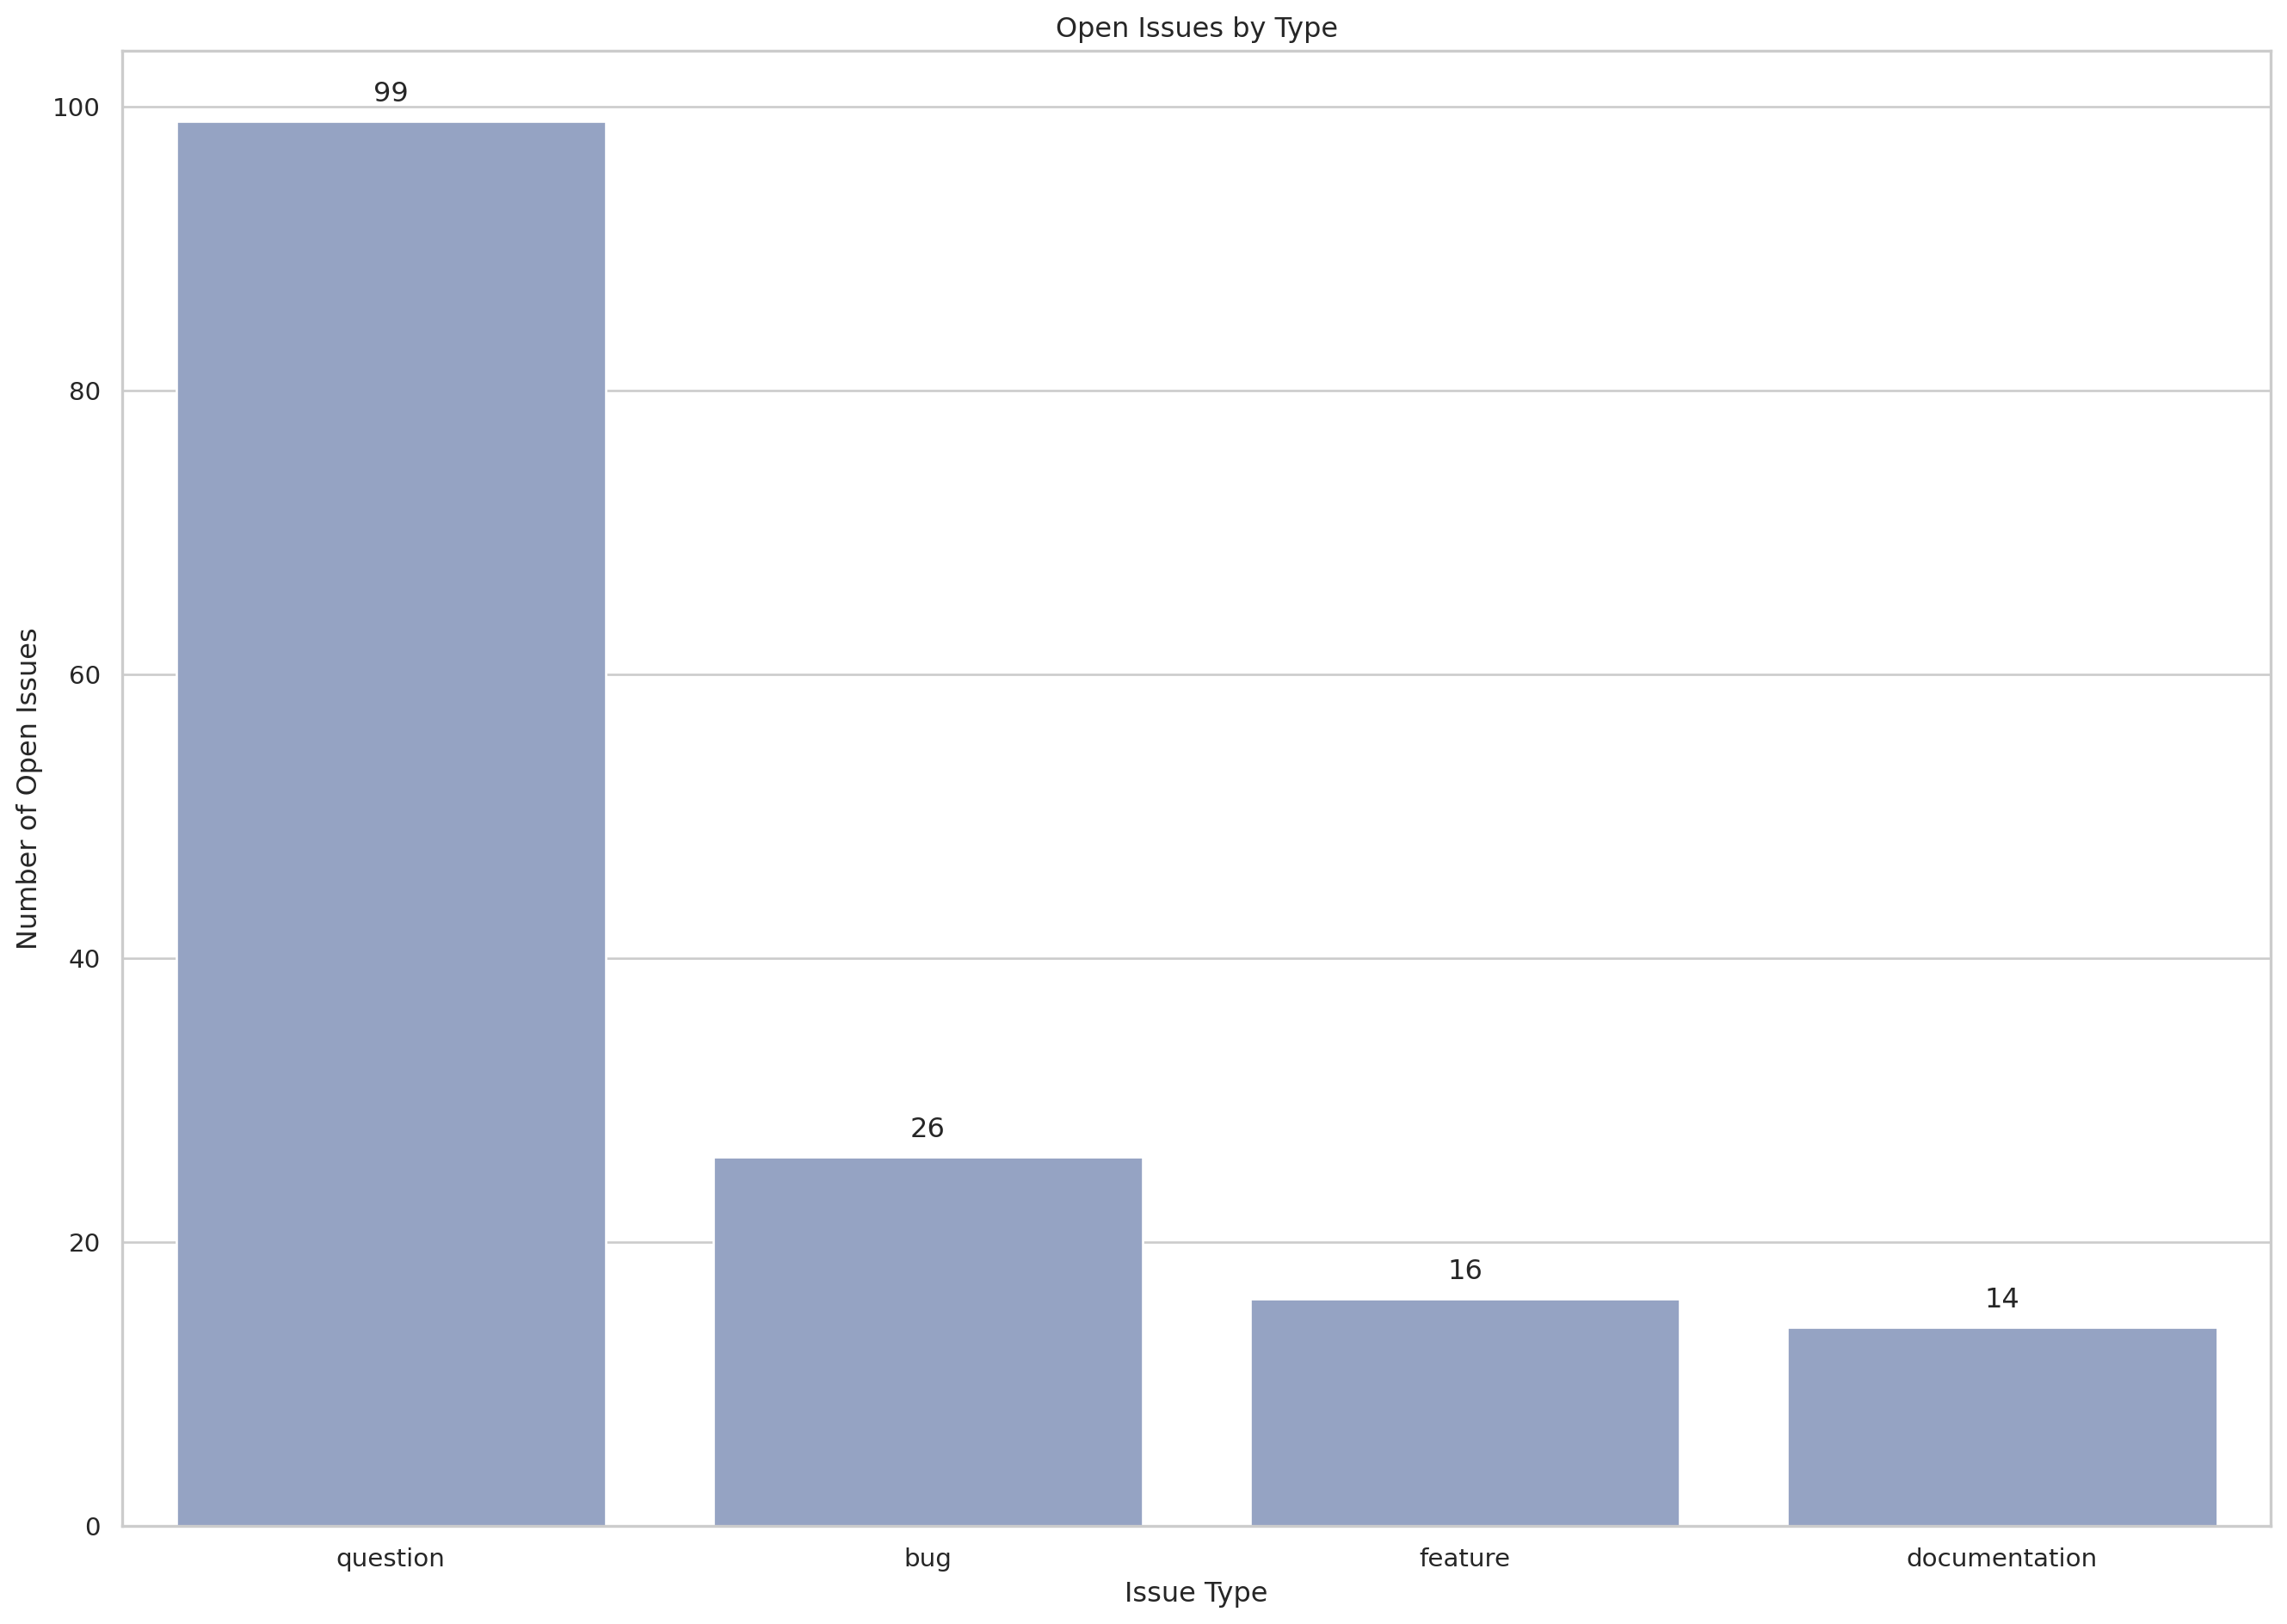 Open Issues by Type
Number of Open Issues
100
80
60
40
20
0
99
26
16
14
question
bug
feature
documentation
Issue Type